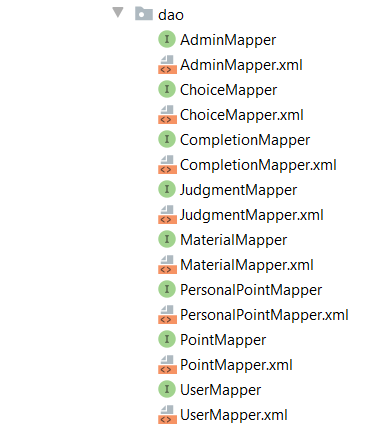 dao
AdminMapper
AdminMapper.xml
ChoiceMapper
ChoiceMapper.xml
CompletionMapper
CompletionMapper.xml
JudgmentMapper
JudgmentMapper.xml
MaterialMapper
MaterialMapper.xml
PersonalPointMapper
PersonalPointMapper.xml
PointMapper
PointMapper.xml
UserMapper
UserMapper.xml